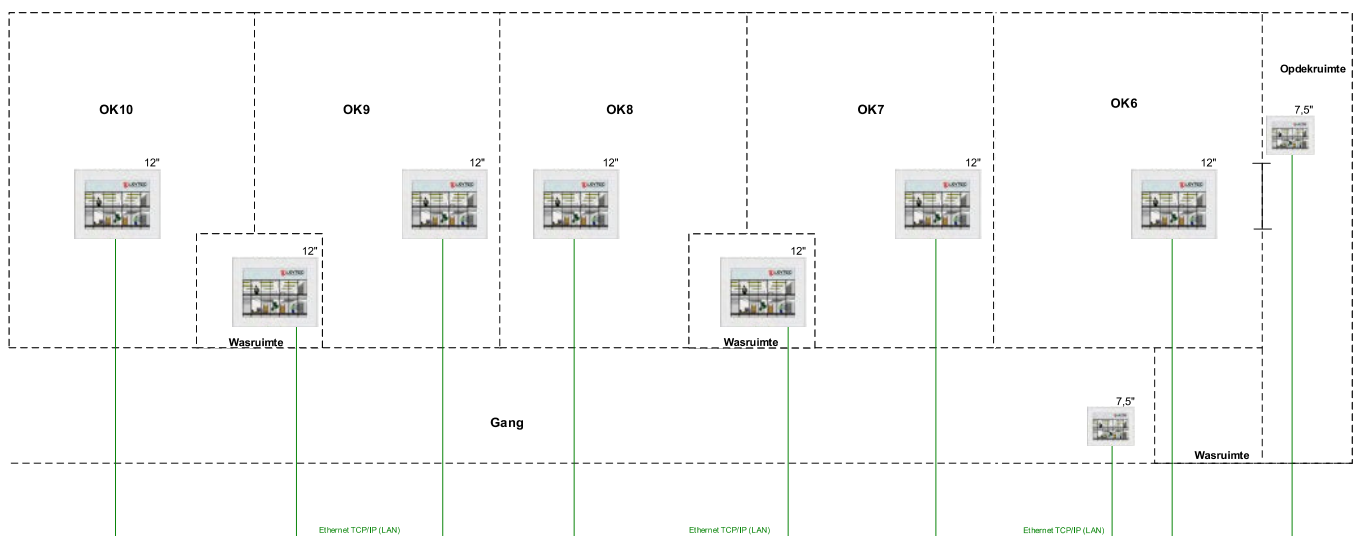 Opdekruimte
OK10
OK9
OK8
OK7
OK6
7,5"
12"
12"
12"
12"
12"
12"
12"
Wasruimte
Wasruimte
7,5"
Gang
Wasruimte
Ethernet TCP/IP (LAN)
Ethernet TCP/IP (LAN)
Ethernet TCP/IP (LAN)